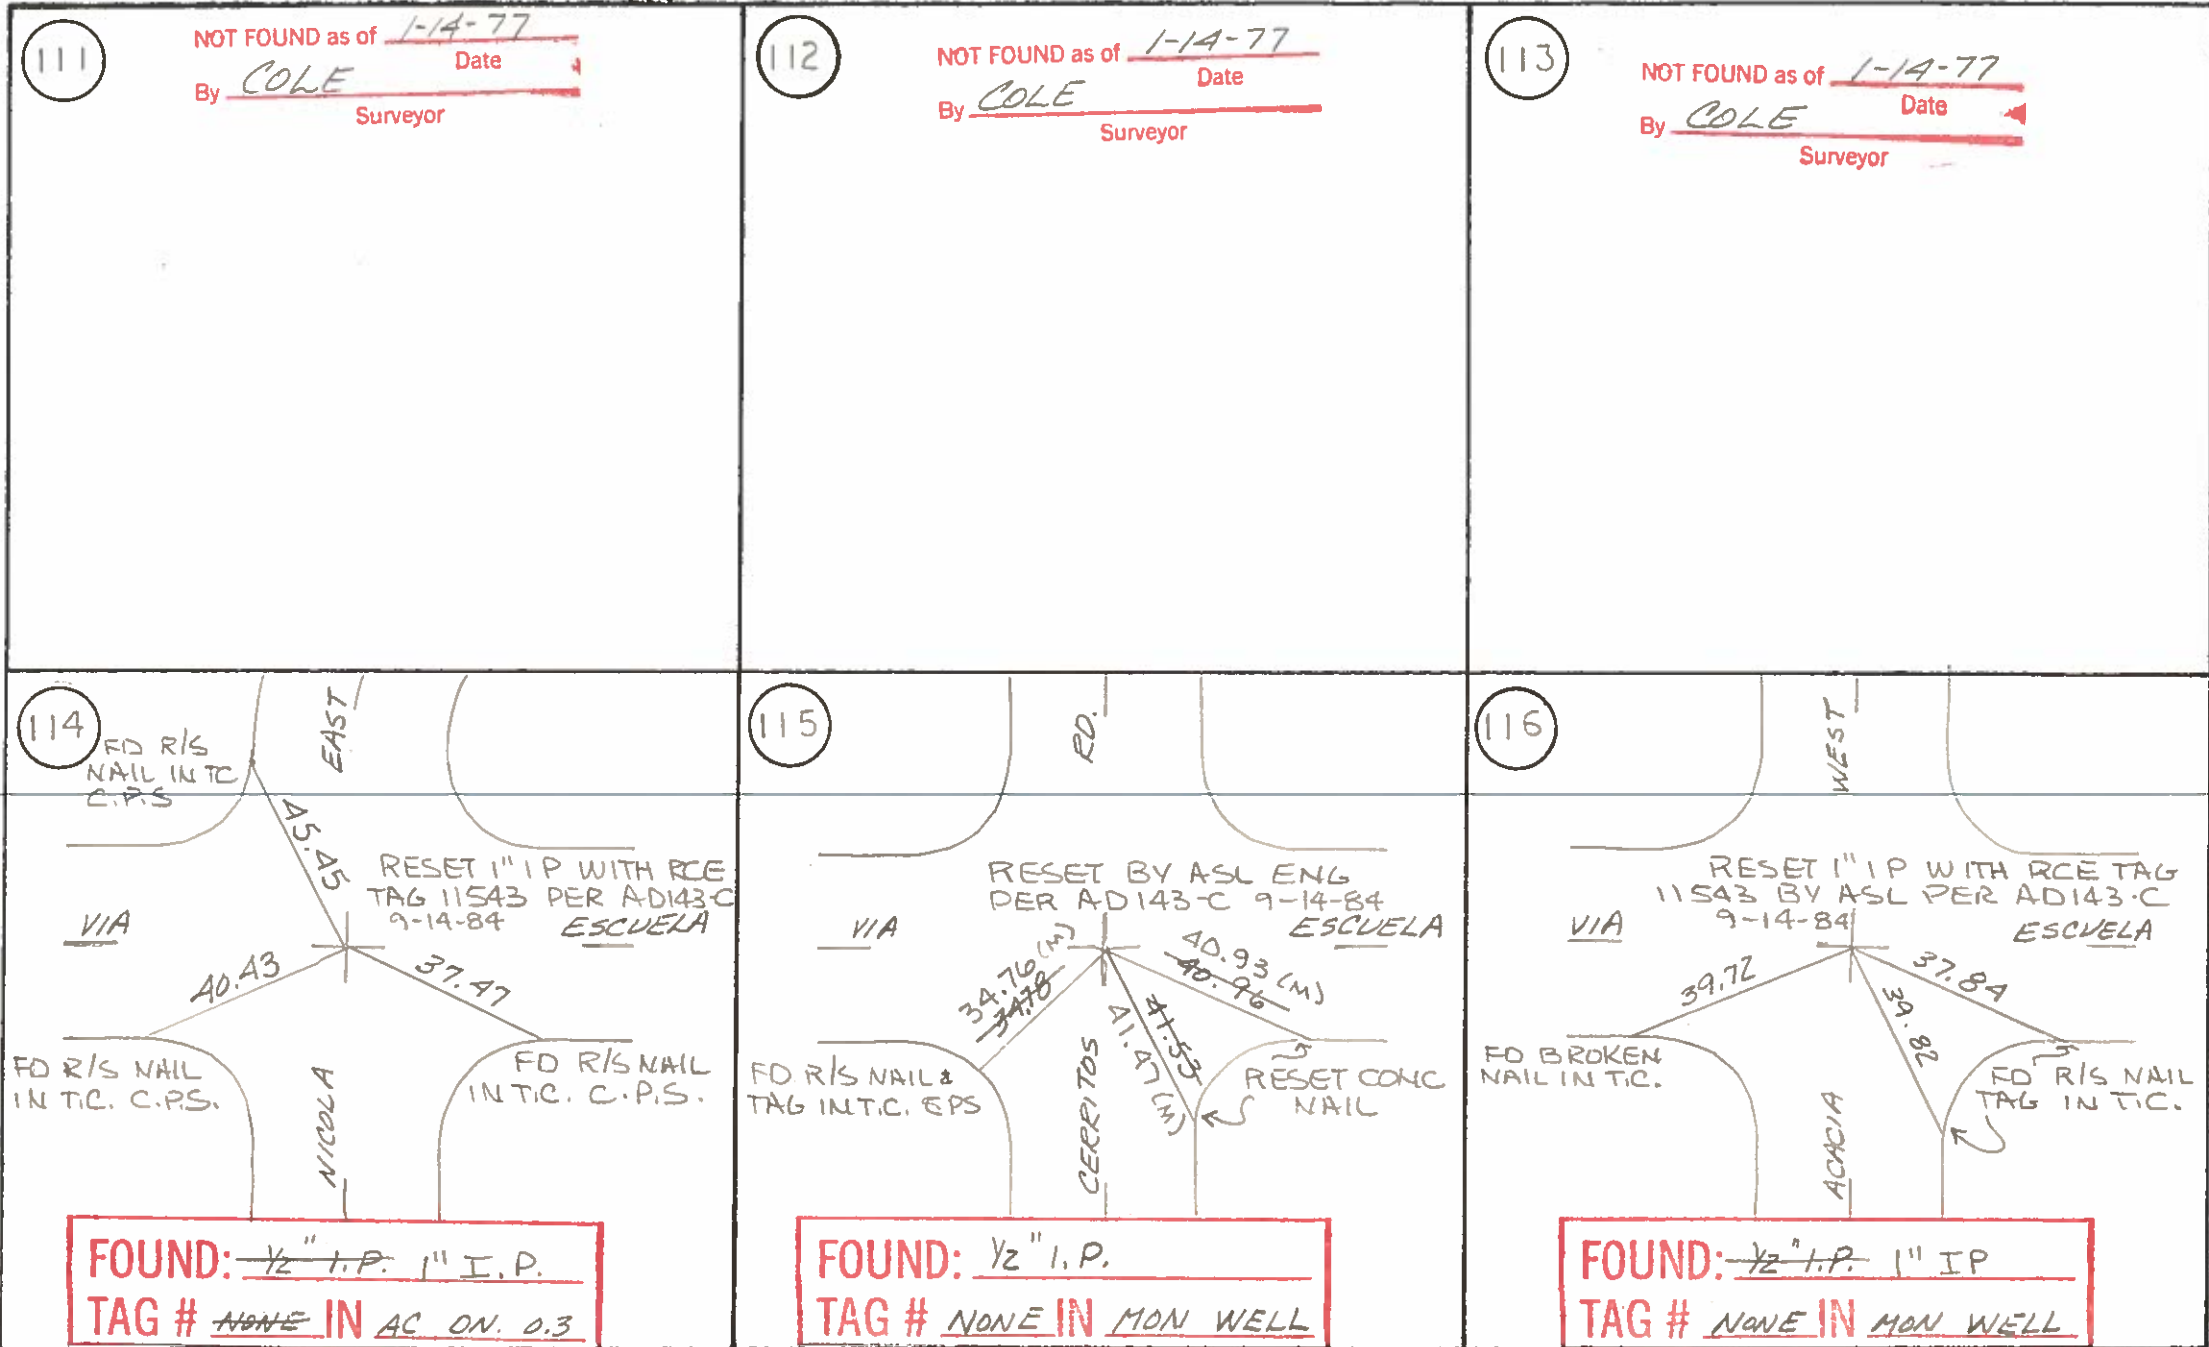 111
NOT FOUND as of 1-14-77
Date
By COLE
Surveyor
112
NOT FOUND as of 1-14-77
Date
By COLE
Surveyor
113
NOT FOUND as of 1-14-77
Date
By COLE
Surveyor
114
FD R/S
NAIL IN TC
C.P.S
EAST
45.45
RESET 1" IP WITH RCE
TAG 11543 PER AD143-C
9-14-84
VIA
ESCUELA
40.43
37.47
FD R/S NAIL
IN T.C. C.P.S.
FD R/S NAIL
IN T.C. C.P.S.
NICOLA
FOUND: 1/2" I.P. 1" I.P.
TAG # NONE IN AC ON. 0.3
115
RD.
RESET BY ASL ENG
PER AD143-C 9-14-84
VIA
ESCUELA
34.76 (M)
34.78
40.93 (M)
40.96
41.53
41.47 (M)
FD R/S NAIL &
TAG IN T.C. EPS
RESET CONC
NAIL
CERRITOS
FOUND: 1/2" I.P.
TAG # NONE IN MON WELL
116
WEST
RESET 1" IP WITH RCE TAG
11543 BY ASL PER AD143-C
9-14-84
VIA
ESCUELA
39.72
37.84
39.82
FD BROKEN
NAIL IN T.C.
FD R/S NAIL
TAG IN T.C.
ACACIA
FOUND: 1/2" I.P. 1" IP
TAG # NONE IN MON WELL